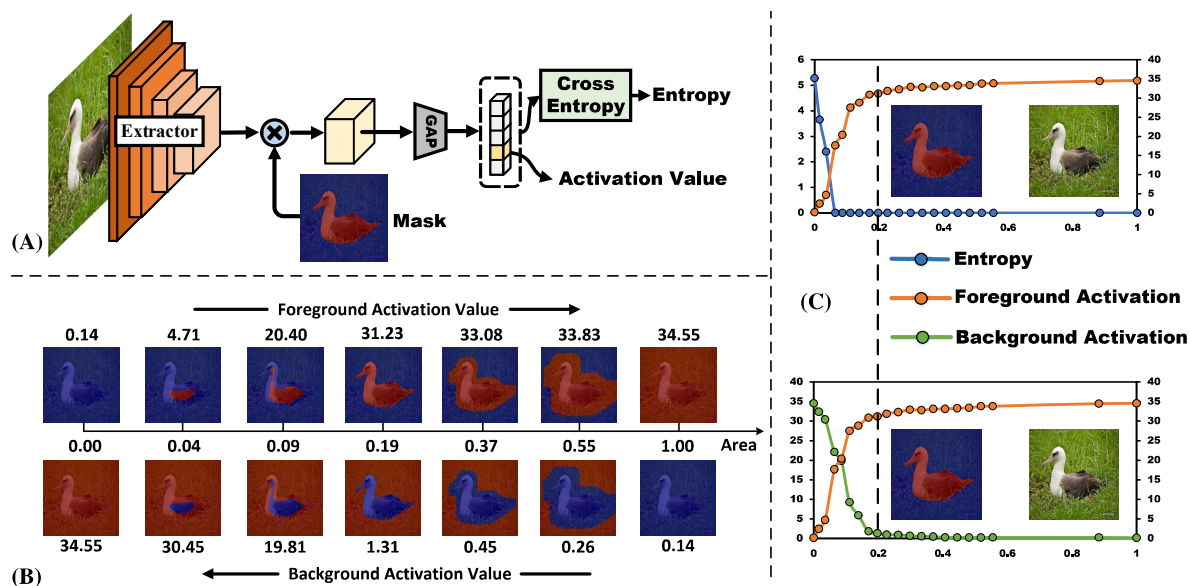 (A)
Extractor
GAP
Cross
Entropy
Entropy
Activation Value
Mask
(B)
Foreground Activation Value
0.14 4.71 20.40 31.23 33.08 33.83 34.55
0.00 0.04 0.09 0.19 0.37 0.55 1.00 Area
34.55 30.45 19.81 1.31 0.45 0.26 0.14
Background Activation Value
(C)
6 40
5 35
30
4 25
3 20
2 15
10
1 5
0 0
0 0.2 0.4 0.6 0.8 1
Entropy
Foreground Activation
Background Activation
40 40
35 35
30 30
25 25
20 20
15 15
10 10
5 5
0 0
0 0.2 0.4 0.6 0.8 1